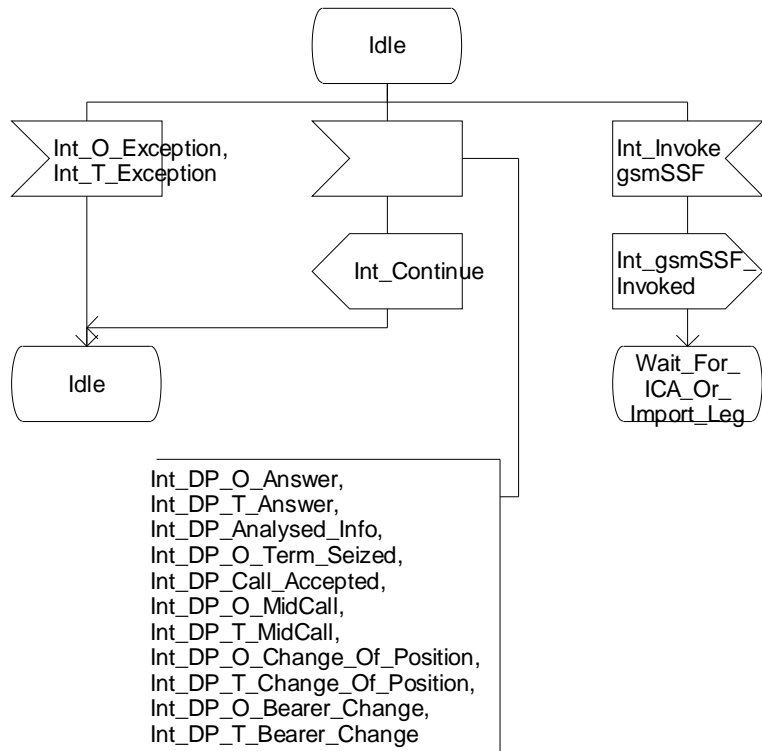 Idle
Int_O_Exception,
Int_T_Exception
Int_Invoke
gsmSSF
Int_Continue
Int_gsmSSF_
Invoked
Idle
Wait_For_
ICA_Or_
Import_Leg
Int_DP_O_Answer,
Int_DP_T_Answer,
Int_DP_Analysed_Info,
Int_DP_O_Term_Seized,
Int_DP_Call_Accepted,
Int_DP_O_MidCall,
Int_DP_T_MidCall,
Int_DP_O_Change_Of_Position,
Int_DP_T_Change_Of_Position,
Int_DP_O_Bearer_Change,
Int_DP_T_Bearer_Change